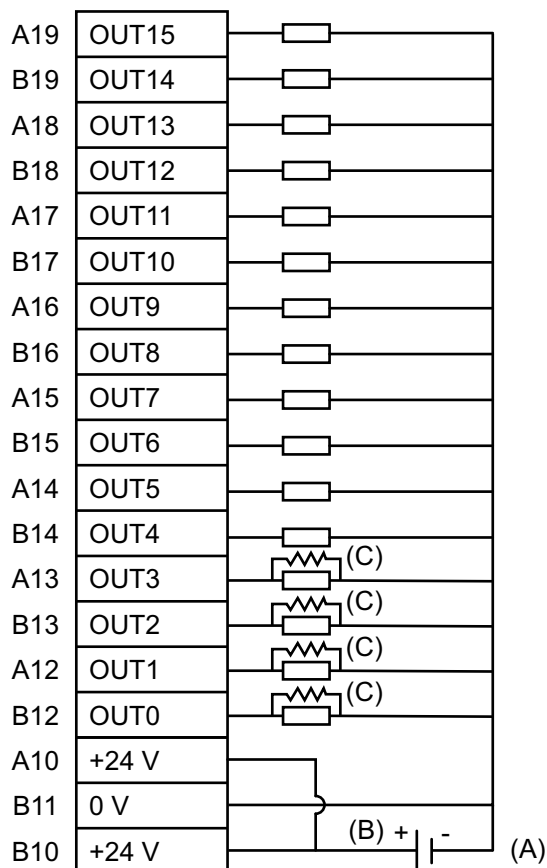 A19 OUT15
B19 OUT14
A18 OUT13
B18 OUT12
A17 OUT11
B17 OUT10
A16 OUT9
B16 OUT8
A15 OUT7
B15 OUT6
A14 OUT5
B14 OUT4
(C)
A13 OUT3
(C)
B13 OUT2
(C)
A12 OUT1
(C)
B12 OUT0
A10 +24 V
B11 0 V
B10 +24 V (B) + - (A)